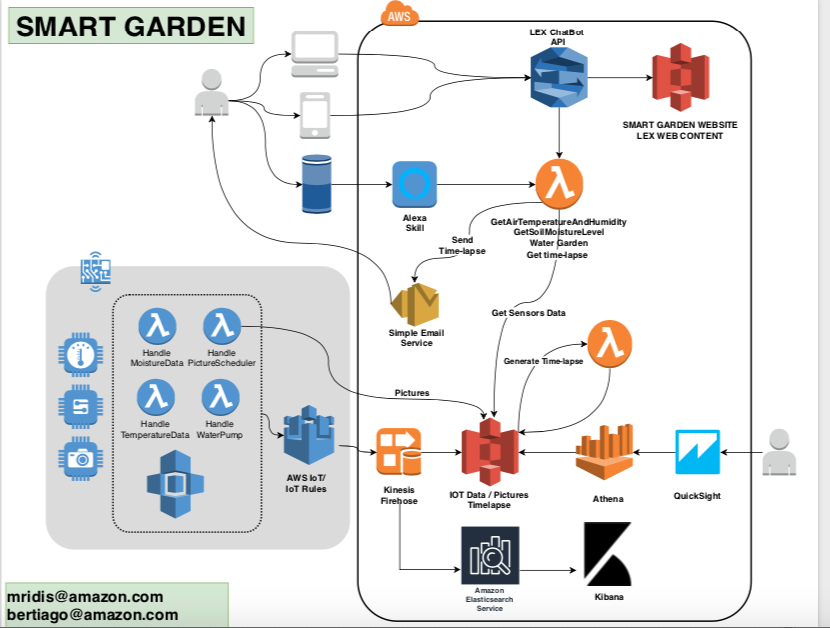 SMART GARDEN
AWS
LEX ChatBot
API
SMART GARDEN WEBSITE
LEX WEB CONTENT
Alexa
Skill
GetAirTemperatureAndHumidity
GetSoilMoistureLevel
Water Garden
Get time-lapse
Send
Time-lapse
Simple Email
Service
Get Sensors Data
Generate Time-lapse
Handle
MoistureData
Handle
PictureScheduler
Pictures
Handle
TemperatureData
Handle
WaterPump
AWS IoT/
IoT Rules
Kinesis
Firehose
IOT Data / Pictures
Timelapse
Athena
QuickSight
Amazon
Elasticsearch
Service
Kibana
mridis@amazon.com
bertiago@amazon.com